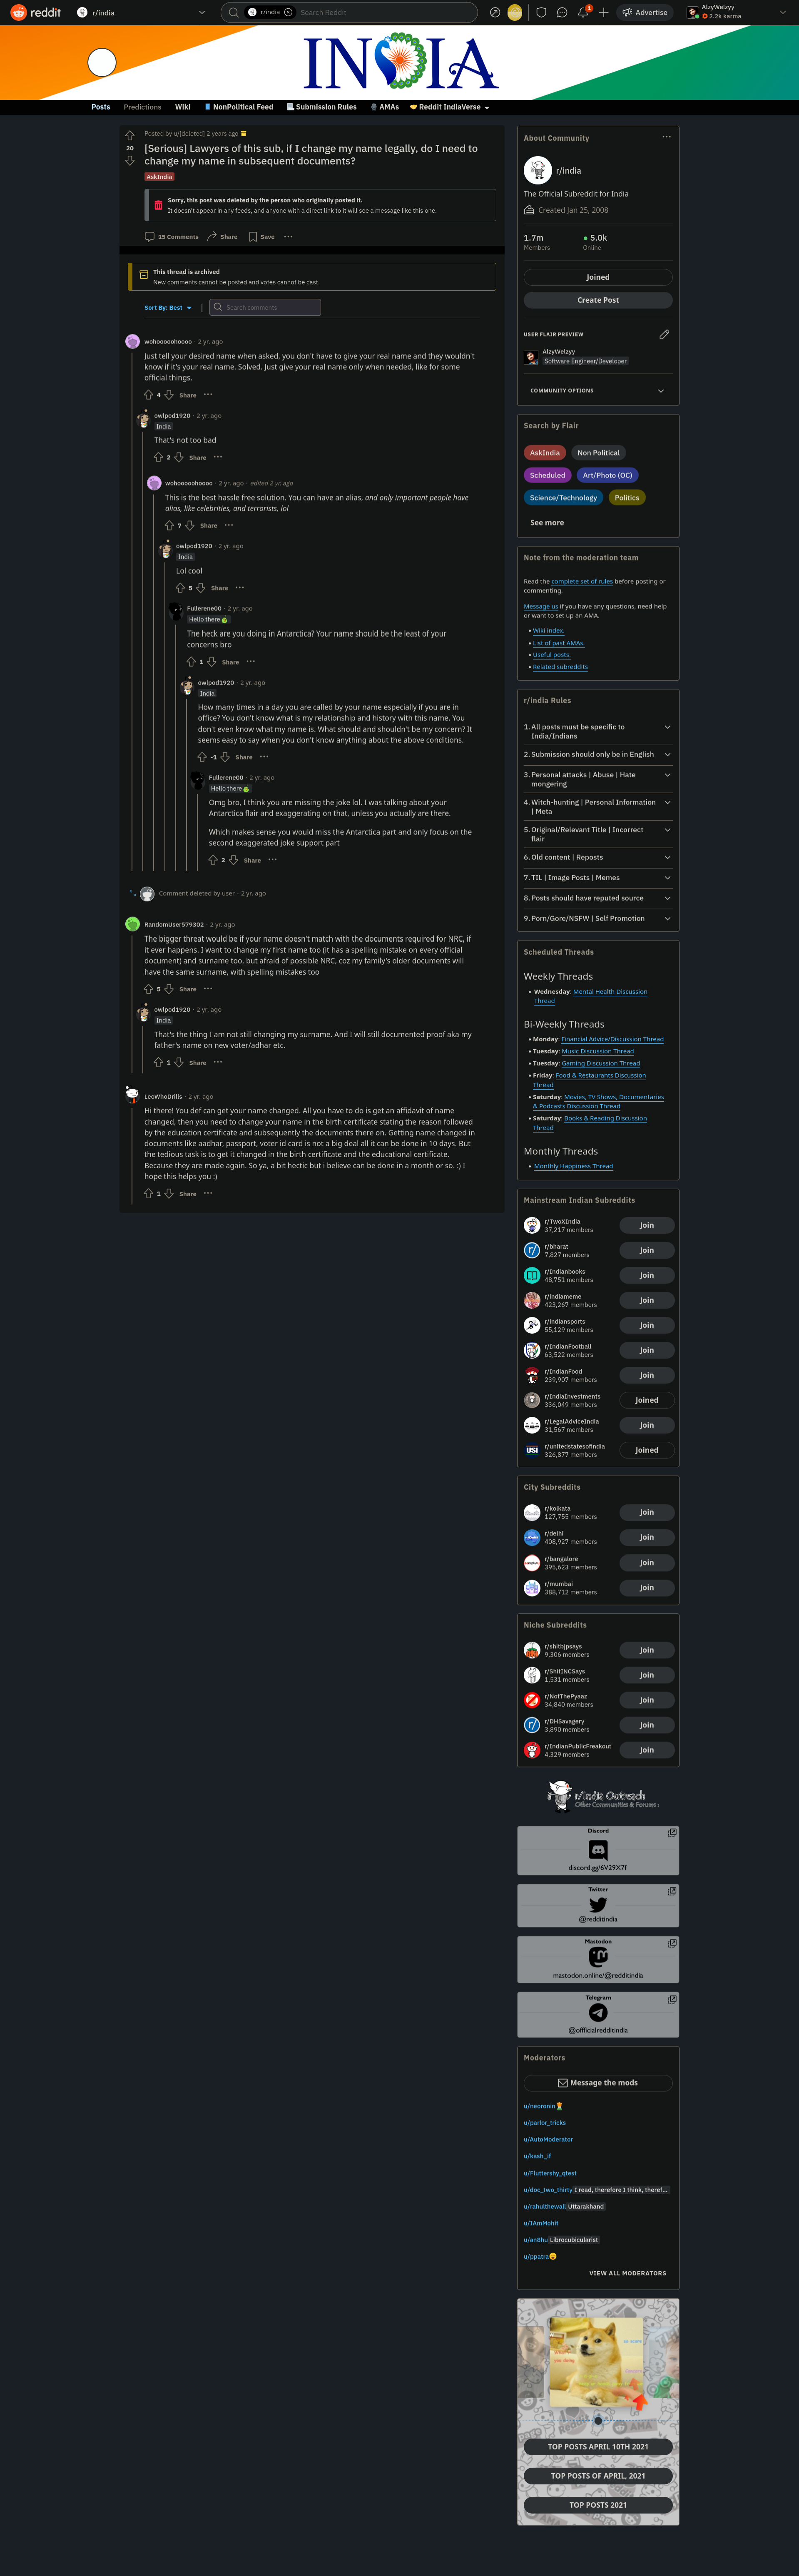 reddit
r/india
r/india
Search Reddit
1
Advertise
AlzyWelzyy
2.2k karma
INDIA
Posts
Predictions
Wiki
NonPolitical Feed
Submission Rules
AMAs
Reddit IndiaVerse
Posted by u/[deleted] 2 years ago
20
[Serious] Lawyers of this sub, if I change my name legally, do I need to
change my name in subsequent documents?
AskIndia
Sorry, this post was deleted by the person who originally posted it.
It doesn't appear in any feeds, and anyone with a direct link to it will see a message like this one.
15 Comments
Share
Save
This thread is archived
New comments cannot be posted and votes cannot be cast
Sort By: Best
Search comments
wohooooohoooo · 2 yr. ago
Just tell your desired name when asked, you don't have to give your real name and they wouldn't
know if it's your real name. Solved. Just give your real name only when needed, like for some
official things.
4 Share
owlpod1920 · 2 yr. ago
India
That's not too bad
2 Share
wohooooohoooo · 2 yr. ago · edited 2 yr. ago
This is the best hassle free solution. You can have an alias, and only important people have
alias, like celebrities, and terrorists, lol
7 Share
owlpod1920 · 2 yr. ago
India
Lol cool
5 Share
Fullerene00 · 2 yr. ago
Hello there
The heck are you doing in Antarctica? Your name should be the least of your
concerns bro
1 Share
owlpod1920 · 2 yr. ago
India
How many times in a day you are called by your name especially if you are in
office? You don't know what is my relationship and history with this name. You
don't even know what my name is. What should and shouldn't be my concern? It
seems easy to say when you don't know anything about the above conditions.
-1 Share
Fullerene00 · 2 yr. ago
Hello there
Omg bro, I think you are missing the joke lol. I was talking about your
Antarctica flair and exaggerating on that, unless you actually are there.
Which makes sense you would miss the Antarctica part and only focus on the
second exaggerated joke support part
2 Share
Comment deleted by user · 2 yr. ago
RandomUser579302 · 2 yr. ago
The bigger threat would be if your name doesn't match with the documents required for NRC, if
it ever happens. I want to change my first name too (it has a spelling mistake on every official
document) and surname too, but afraid of possible NRC, coz my family's older documents will
have the same surname, with spelling mistakes too
5 Share
owlpod1920 · 2 yr. ago
India
That's the thing I am not still changing my surname. And I will still documented proof aka my
father's name on new voter/adhar etc.
1 Share
LeoWhoDrills · 2 yr. ago
Hi there! You def can get your name changed. All you have to do is get an affidavit of name
changed, then you need to change your name in the birth certificate stating the reason followed
by the education certificate and subsequently the documents there on. Getting name changed in
documents like aadhar, passport, voter id card is not a big deal all it can be done in 10 days. But
the tedious task is to get it changed in the birth certificate and the educational certificate.
Because they are made again. So ya, a bit hectic but i believe can be done in a month or so. :) I
hope this helps you :)
1 Share
About Community
r/india
The Official Subreddit for India
Created Jan 25, 2008
1.7m
Members
5.0k
Online
Joined
Create Post
USER FLAIR PREVIEW
AlzyWelzyy
Software Engineer/Developer
COMMUNITY OPTIONS
Search by Flair
AskIndia
Non Political
Scheduled
Art/Photo (OC)
Science/Technology
Politics
See more
Note from the moderation team
Read the complete set of rules before posting or
commenting.
Message us if you have any questions, need help
or want to set up an AMA.
Wiki index.
List of past AMAs.
Useful posts.
Related subreddits
r/india Rules
1. All posts must be specific to
India/Indians
2. Submission should only be in English
3. Personal attacks | Abuse | Hate
mongering
4. Witch-hunting | Personal Information
| Meta
5. Original/Relevant Title | Incorrect
flair
6. Old content | Reposts
7. TIL | Image Posts | Memes
8. Posts should have reputed source
9. Porn/Gore/NSFW | Self Promotion
Scheduled Threads
Weekly Threads
Wednesday: Mental Health Discussion
Thread
Bi-Weekly Threads
Monday: Financial Advice/Discussion Thread
Tuesday: Music Discussion Thread
Tuesday: Gaming Discussion Thread
Friday: Food & Restaurants Discussion
Thread
Saturday: Movies, TV Shows, Documentaries
& Podcasts Discussion Thread
Saturday: Books & Reading Discussion
Thread
Monthly Threads
Monthly Happiness Thread
Mainstream Indian Subreddits
r/TwoXIndia
37,217 members
Join
r/bharat
7,827 members
Join
r/Indianbooks
48,751 members
Join
r/indiameme
423,267 members
Join
r/indiansports
55,129 members
Join
r/IndianFootball
63,522 members
Join
r/IndianFood
239,907 members
Join
r/IndiaInvestments
336,049 members
Joined
r/LegalAdviceIndia
31,567 members
Join
r/unitedstatesofindia
326,877 members
Joined
City Subreddits
r/kolkata
127,755 members
Join
r/delhi
408,927 members
Join
r/bangalore
395,623 members
Join
r/mumbai
388,712 members
Join
Niche Subreddits
r/shitbjpsays
9,306 members
Join
r/ShitINCSays
1,531 members
Join
r/NotThePyaaz
34,840 members
Join
r/DHSavagery
3,890 members
Join
r/IndianPublicFreakout
4,329 members
Join
r/India Outreach
Other Communities & Forums
Discord
discord.gg/6V29X7f
Twitter
@redditindia
Mastodon
mastodon.online/@redditindia
Telegram
@offficialredditindia
Moderators
Message the mods
u/neoronin
u/parlor_tricks
u/AutoModerator
u/kash_if
u/Fluttershy_qtest
u/doc_two_thirty I read, therefore I think, theref...
u/rahulthewall Uttarakhand
u/IAmMohit
u/an8hu Librocubicularist
u/ppatra
VIEW ALL MODERATORS
TOP POSTS APRIL 10TH 2021
TOP POSTS OF APRIL, 2021
TOP POSTS 2021